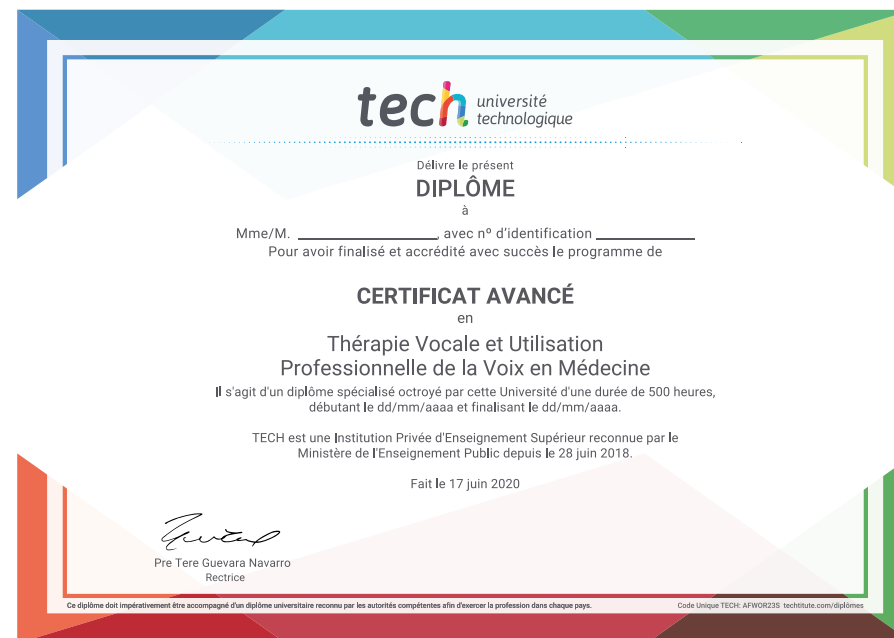 tech université
technologique
Délivre le présent
DIPLÔME
à
Mme/M. ____________________, avec nº d'identification ______________
Pour avoir finalisé et accrédité avec succès le programme de
CERTIFICAT AVANCÉ
en
Thérapie Vocale et Utilisation
Professionnelle de la Voix en Médecine
Il s'agit d'un diplôme spécialisé octroyé par cette Université d'une durée de 500 heures,
débutant le dd/mm/aaaa et finalisant le dd/mm/aaaa.
TECH est une Institution Privée d'Enseignement Supérieur reconnue par le
Ministère de l'Enseignement Public depuis le 28 juin 2018.
Fait le 17 juin 2020
Pre Tere Guevara Navarro
Rectrice
Ce diplôme doit impérativement être accompagné d'un diplôme universitaire reconnu par les autorités compétentes afin d'exercer la profession dans chaque pays.
Code Unique TECH: AFWOR23S techtitute.com/diplômes